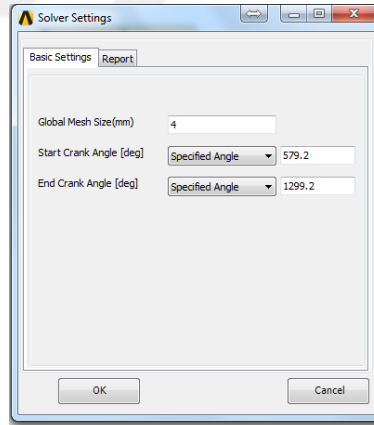 Solver Settings
Basic Settings Report
Global Mesh Size(mm) 4
Start Crank Angle [deg] Specified Angle 579.2
End Crank Angle [deg] Specified Angle 1299.2
OK Cancel